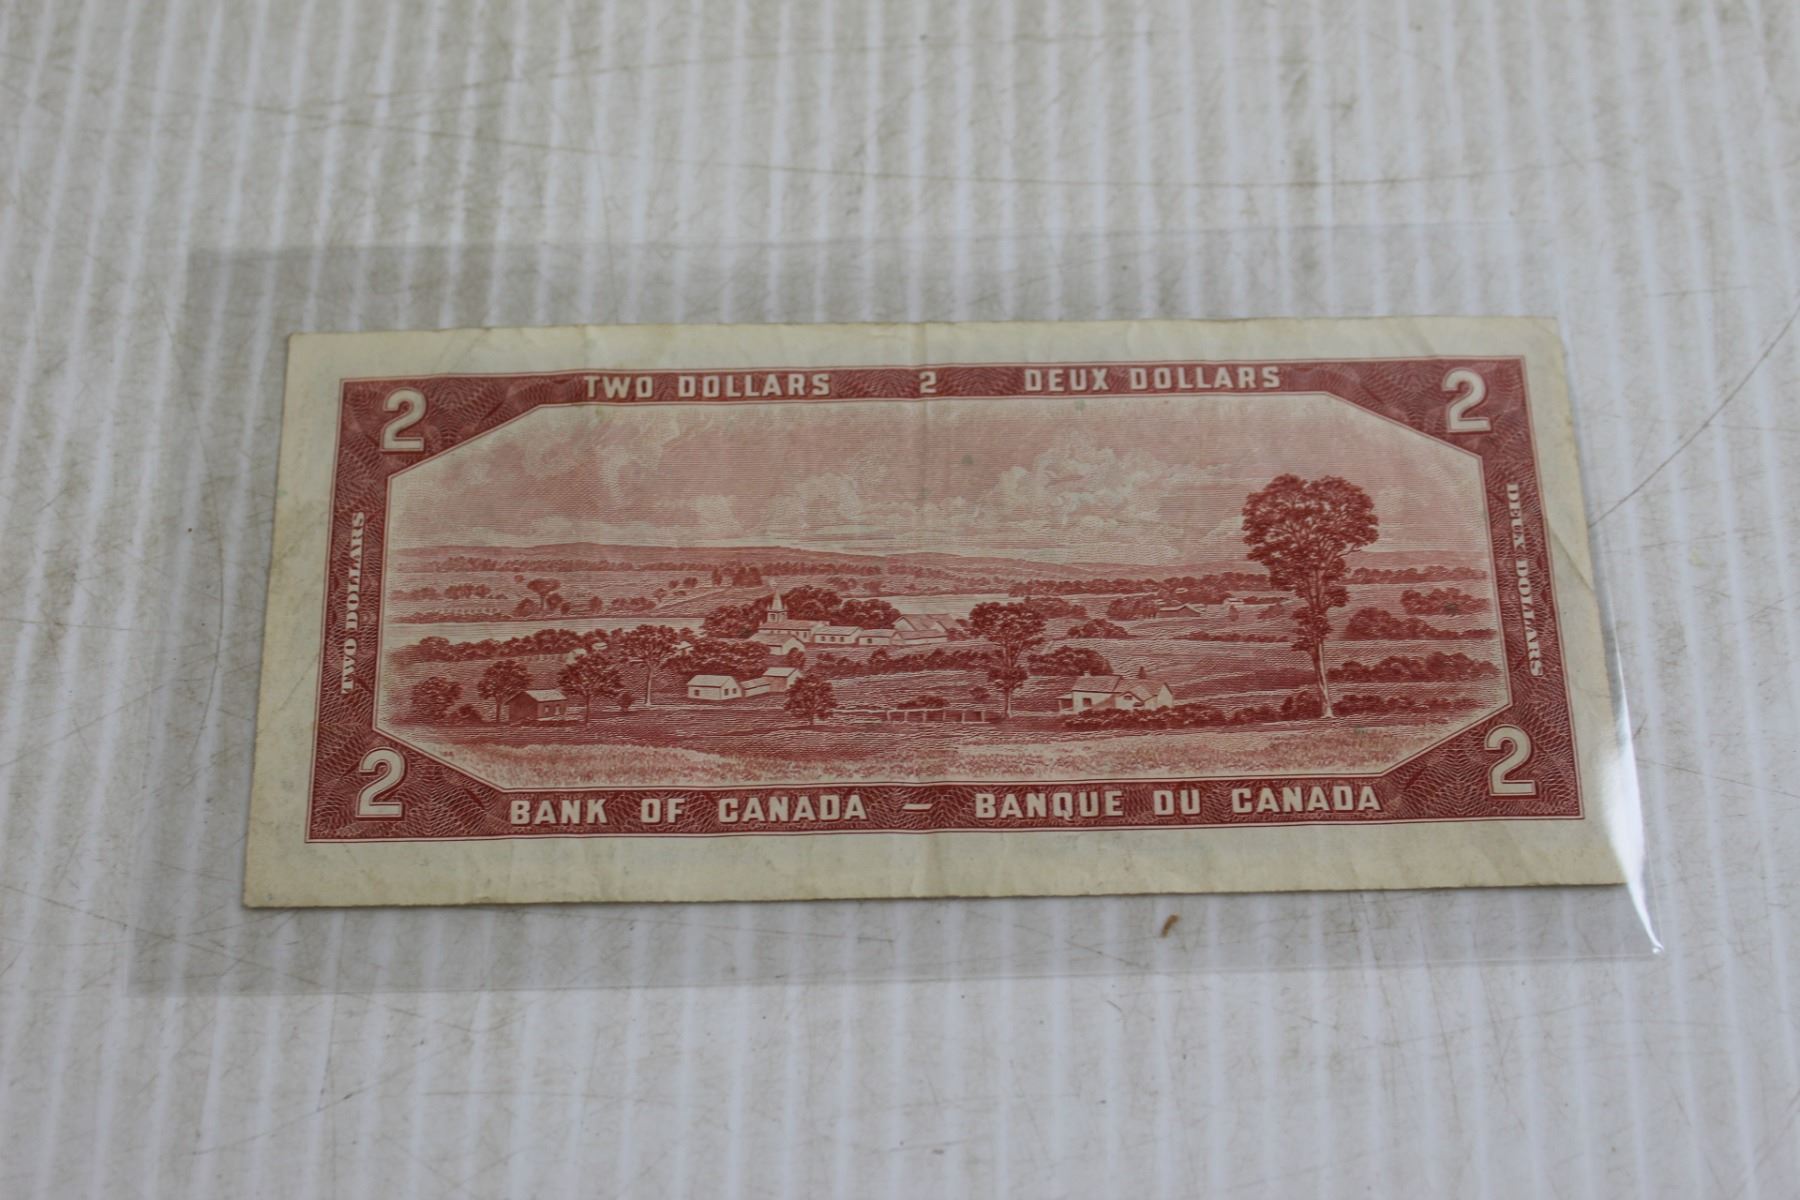 TWO DOLLARS 2 DEUX DOLLARS
2 2
TWO DOLLARS
DEUX DOLLARS
2 2
BANK OF CANADA — BANQUE DU CANADA